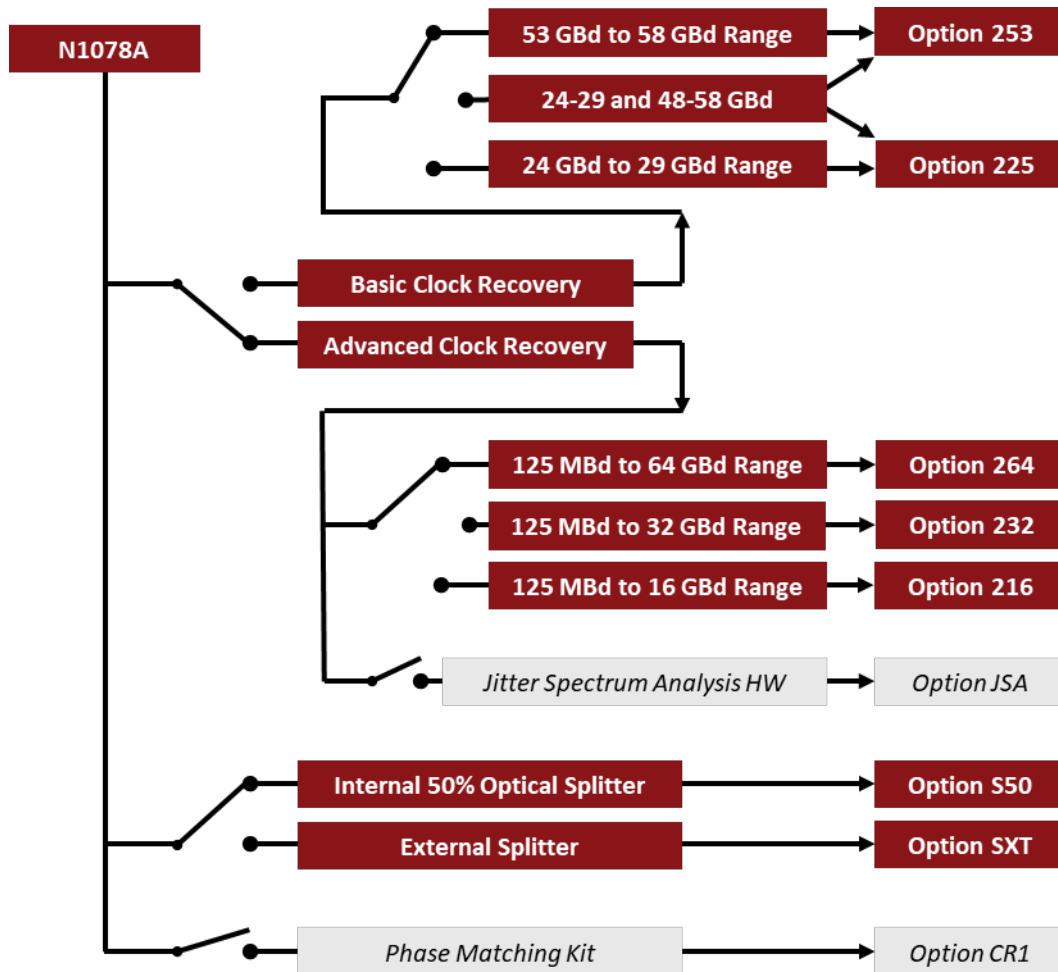 N1078A
53 GBd to 58 GBd Range
Option 253
24-29 and 48-58 GBd
24 GBd to 29 GBd Range
Option 225
Basic Clock Recovery
Advanced Clock Recovery
125 MBd to 64 GBd Range
Option 264
125 MBd to 32 GBd Range
Option 232
125 MBd to 16 GBd Range
Option 216
Jitter Spectrum Analysis HW
Option JSA
Internal 50% Optical Splitter
Option S50
External Splitter
Option SXT
Phase Matching Kit
Option CR1